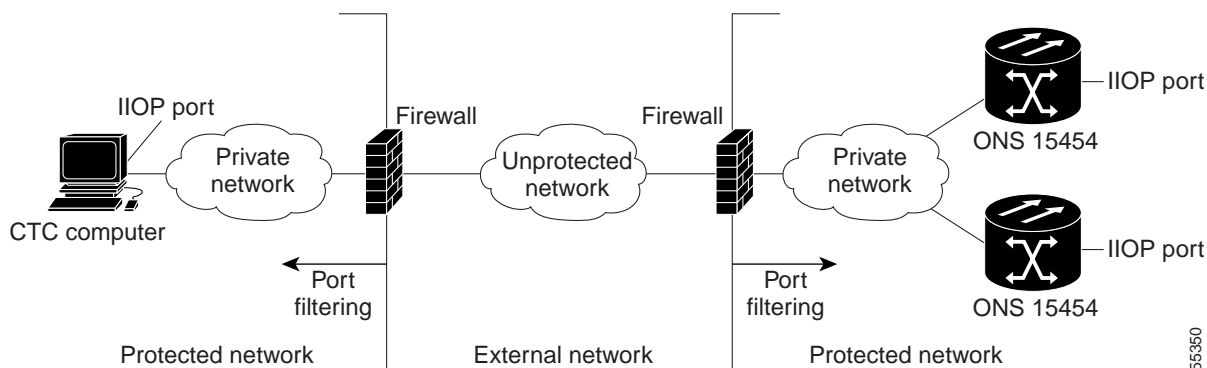 IIOP port
Firewall
Firewall
IIOP port
ONS 15454
Private
network
Unprotected
network
Private
network
CTC computer
IIOP port
Port
filtering
Port
filtering
ONS 15454
Protected network
External network
Protected network
55350